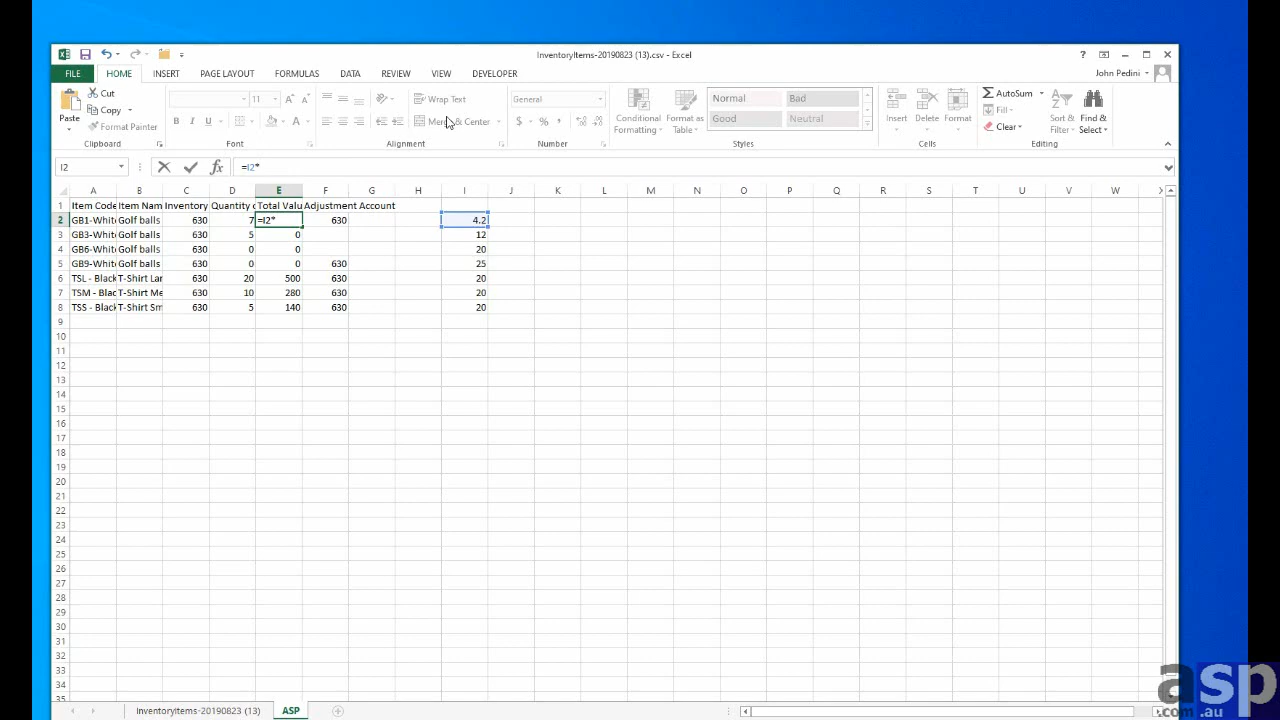 InventoryItems-20190823 (13).csv - Excel
?
FILE HOME INSERT PAGE LAYOUT FORMULAS DATA REVIEW VIEW DEVELOPER John Pedini
Paste
Cut
Copy
Format Painter
Clipboard
11 A A
B I U A
Font
Wrap Text
Merge & Center
Alignment
General
$ % ,
Number
Conditional Formatting
Format as Table
Normal Bad
Good Neutral
Styles
Insert Delete Format
Cells
AutoSum
Fill
Clear
Sort & Filter
Find & Select
Editing
I2 fx =I2*
A B C D E F G H I J K L M N O P Q R S T U V W
1 Item Code Item Nam Inventory Quantity Total Valu Adjustment Account
2 GB1-White Golf balls 630 7 =I2* 630 4.2
3 GB3-White Golf balls 630 5 0 12
4 GB6-White Golf balls 630 0 0 20
5 GB9-White Golf balls 630 0 0 630 25
6 TSL - Black T-Shirt Lar 630 20 500 630 20
7 TSM - Blac T-Shirt Me 630 10 280 630 20
8 TSS - Black T-Shirt Sm 630 5 140 630 20
9
10
11
12
13
14
15
16
17
18
19
20
21
22
23
24
25
26
27
28
29
30
31
32
33
34
35
InventoryItems-20190823 (13) ASP
asp
.com .au